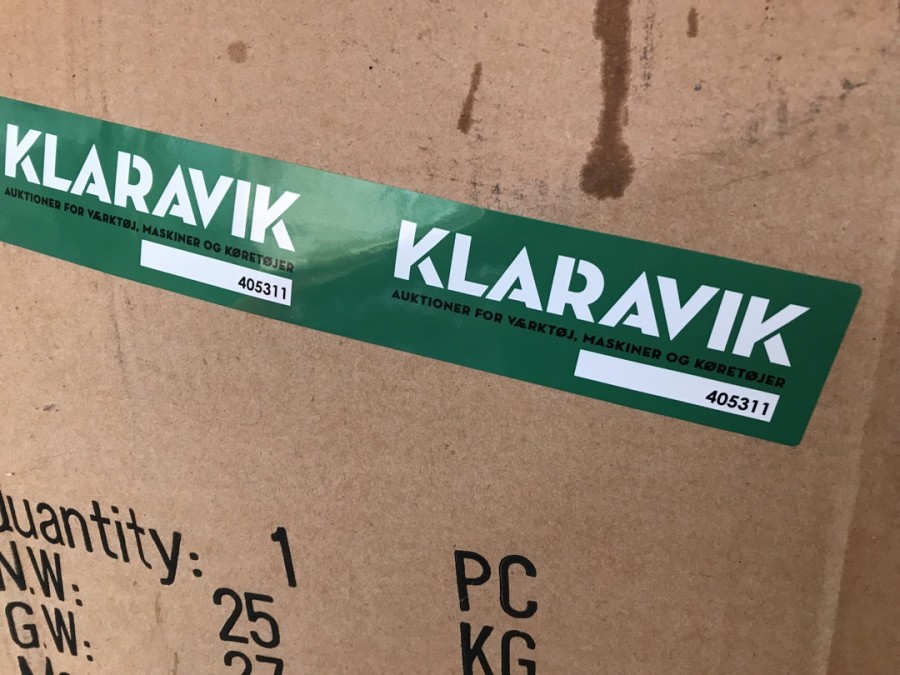 KLARAVIK
AUKTIONER FOR VÆRKTØJ, MASKINER OG KØRETØJER
405311
KLARAVIK
AUKTIONER FOR VÆRKTØJ, MASKINER OG KØRETØJER
405311
Quantity: 1 PC
N.W: 25 KG
G.W: 27